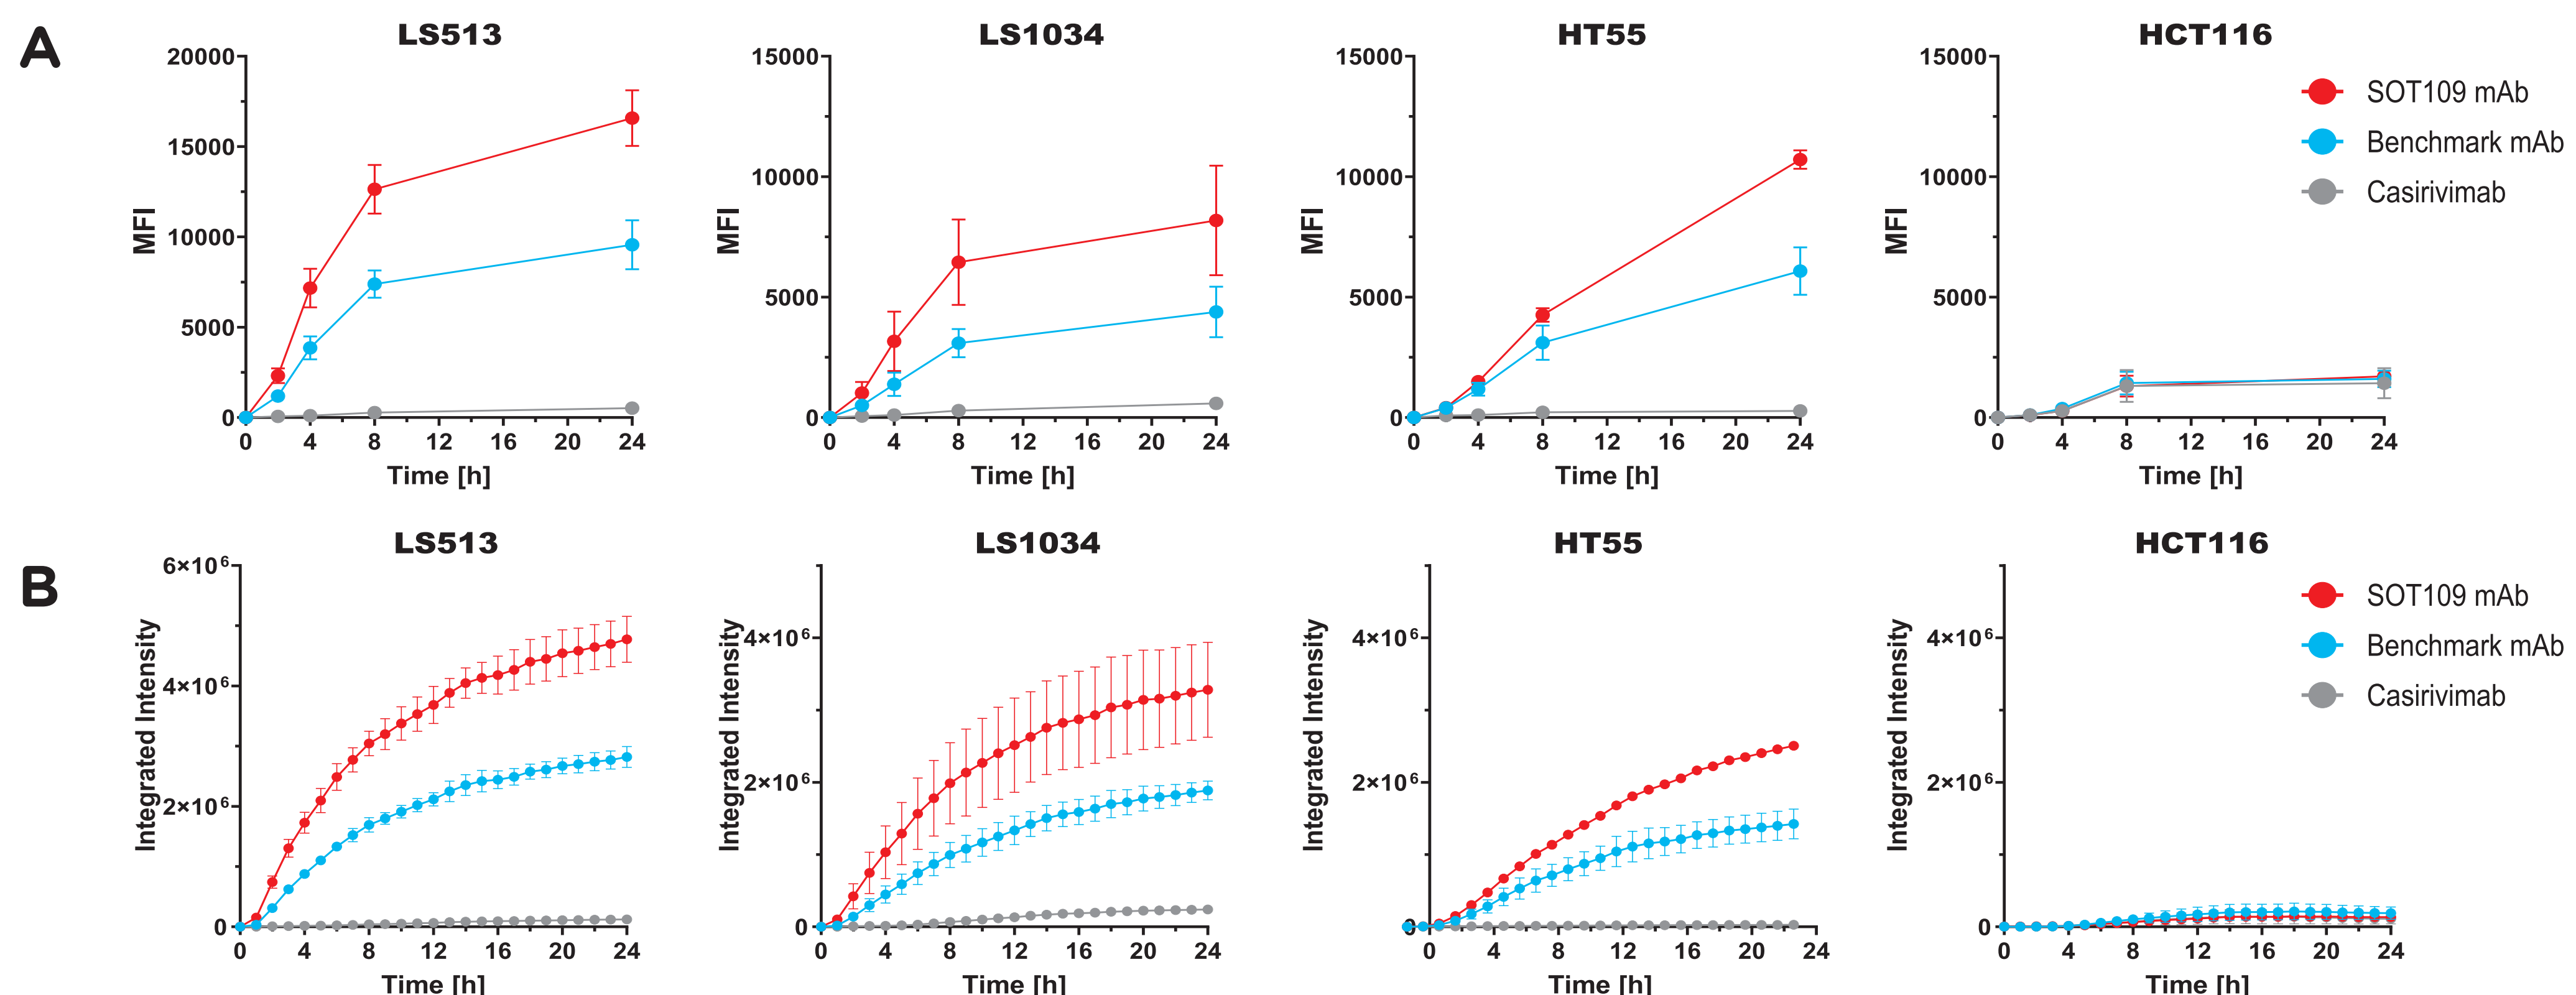 A
LS513
LS1034
HT55
HCT116
20000
15000
10000
5000
0
MFI
0 4 8 12 16 20 24
Time [h]
15000
10000
5000
0
MFI
0 4 8 12 16 20 24
Time [h]
15000
10000
5000
0
MFI
0 4 8 12 16 20 24
Time [h]
15000
10000
5000
0
MFI
0 4 8 12 16 20 24
Time [h]
SOT109 mAb
Benchmark mAb
Casirivimab
B
LS513
LS1034
HT55
HCT116
6×10⁶
4×10⁶
2×10⁶
0
Integrated Intensity
0 4 8 12 16 20 24
Time [h]
4×10⁶
2×10⁶
0
Integrated Intensity
0 4 8 12 16 20 24
Time [h]
4×10⁶
2×10⁶
0
Integrated Intensity
0 4 8 12 16 20 24
Time [h]
4×10⁶
2×10⁶
0
Integrated Intensity
0 4 8 12 16 20 24
Time [h]
SOT109 mAb
Benchmark mAb
Casirivimab